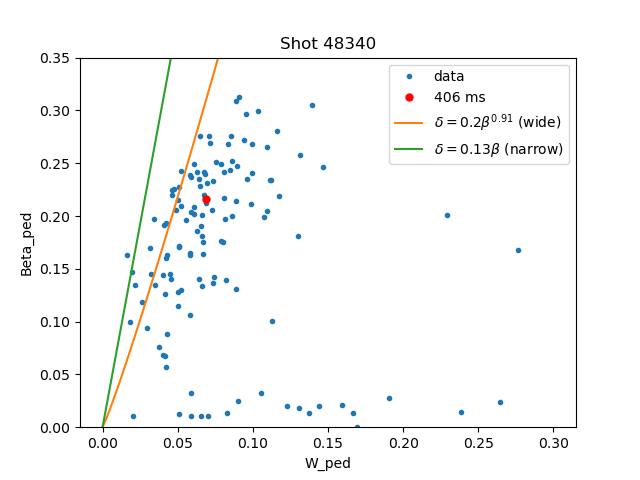 Shot 48340
Beta_ped
0.35
0.30
0.25
0.20
0.15
0.10
0.05
0.00
data
406 ms
δ = 0.2β^0.91 (wide)
δ = 0.13β (narrow)
0.00 0.05 0.10 0.15 0.20 0.25 0.30
W_ped